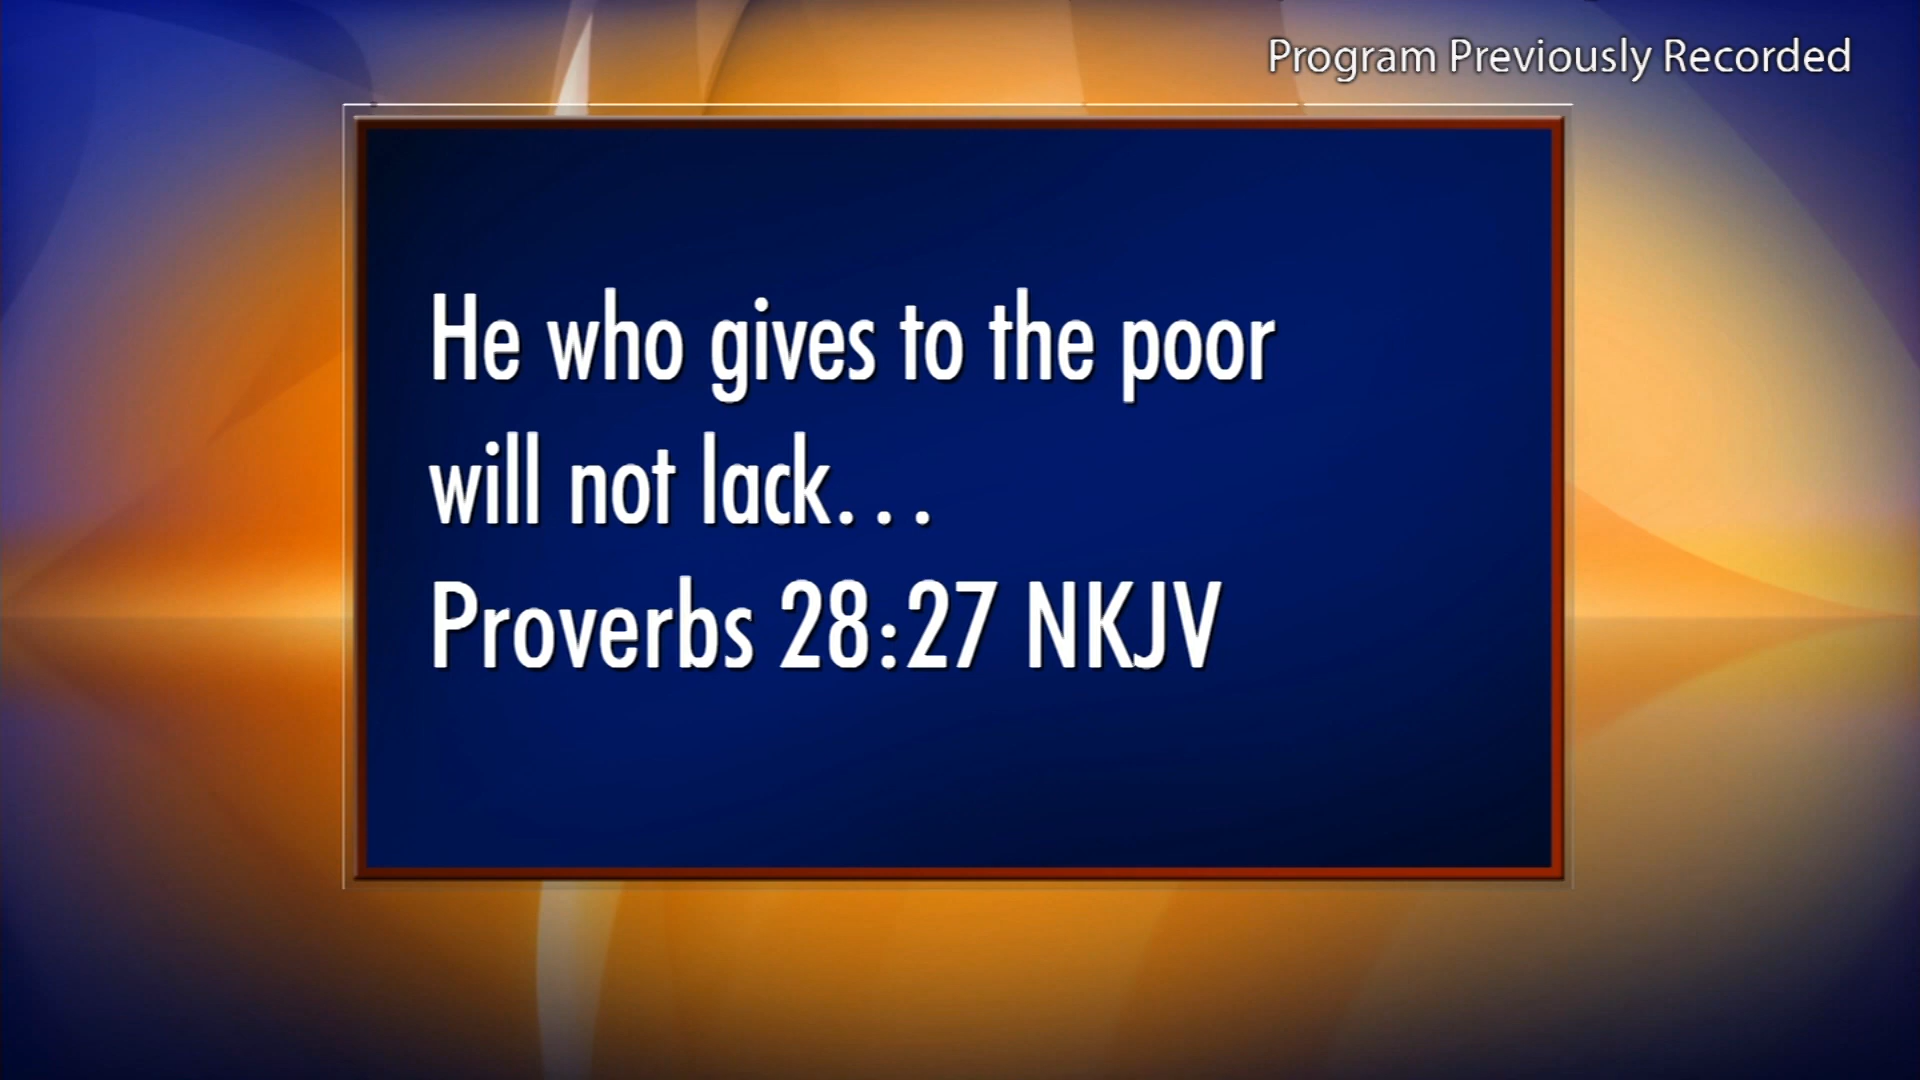 Program Previously Recorded
He who gives to the poor
will not lack...
Proverbs 28:27 NKJV